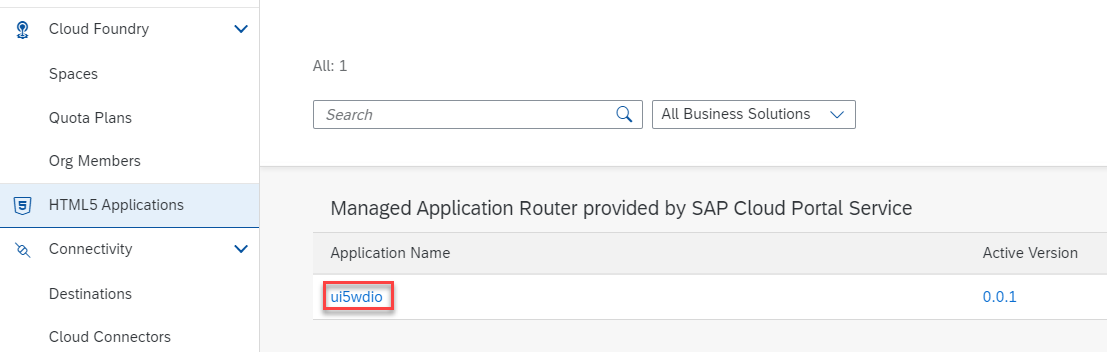 Cloud Foundry
Spaces
Quota Plans
Org Members
5 HTML5 Applications
Connectivity
Destinations
Cloud Connectors
All: 1
Search All Business Solutions
Managed Application Router provided by SAP Cloud Portal Service
Application Name Active Version
ui5wdio 0.0.1